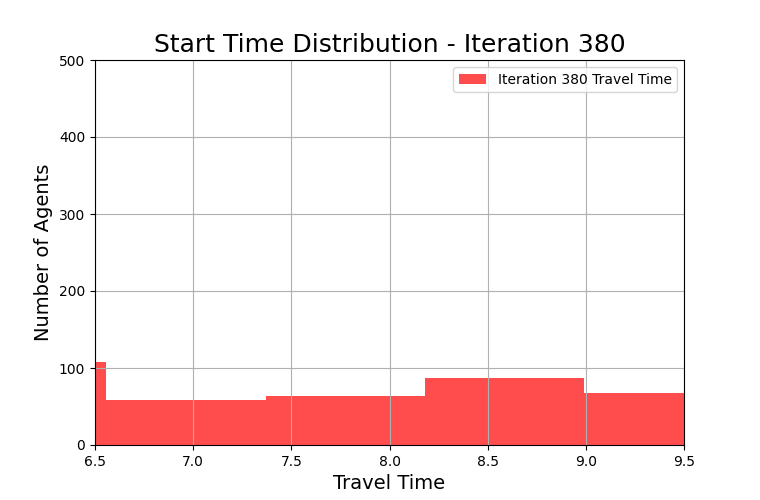 Start Time Distribution - Iteration 380
Iteration 380 Travel Time
Number of Agents
500
400
300
200
100
0
6.5 7.0 7.5 8.0 8.5 9.0 9.5
Travel Time